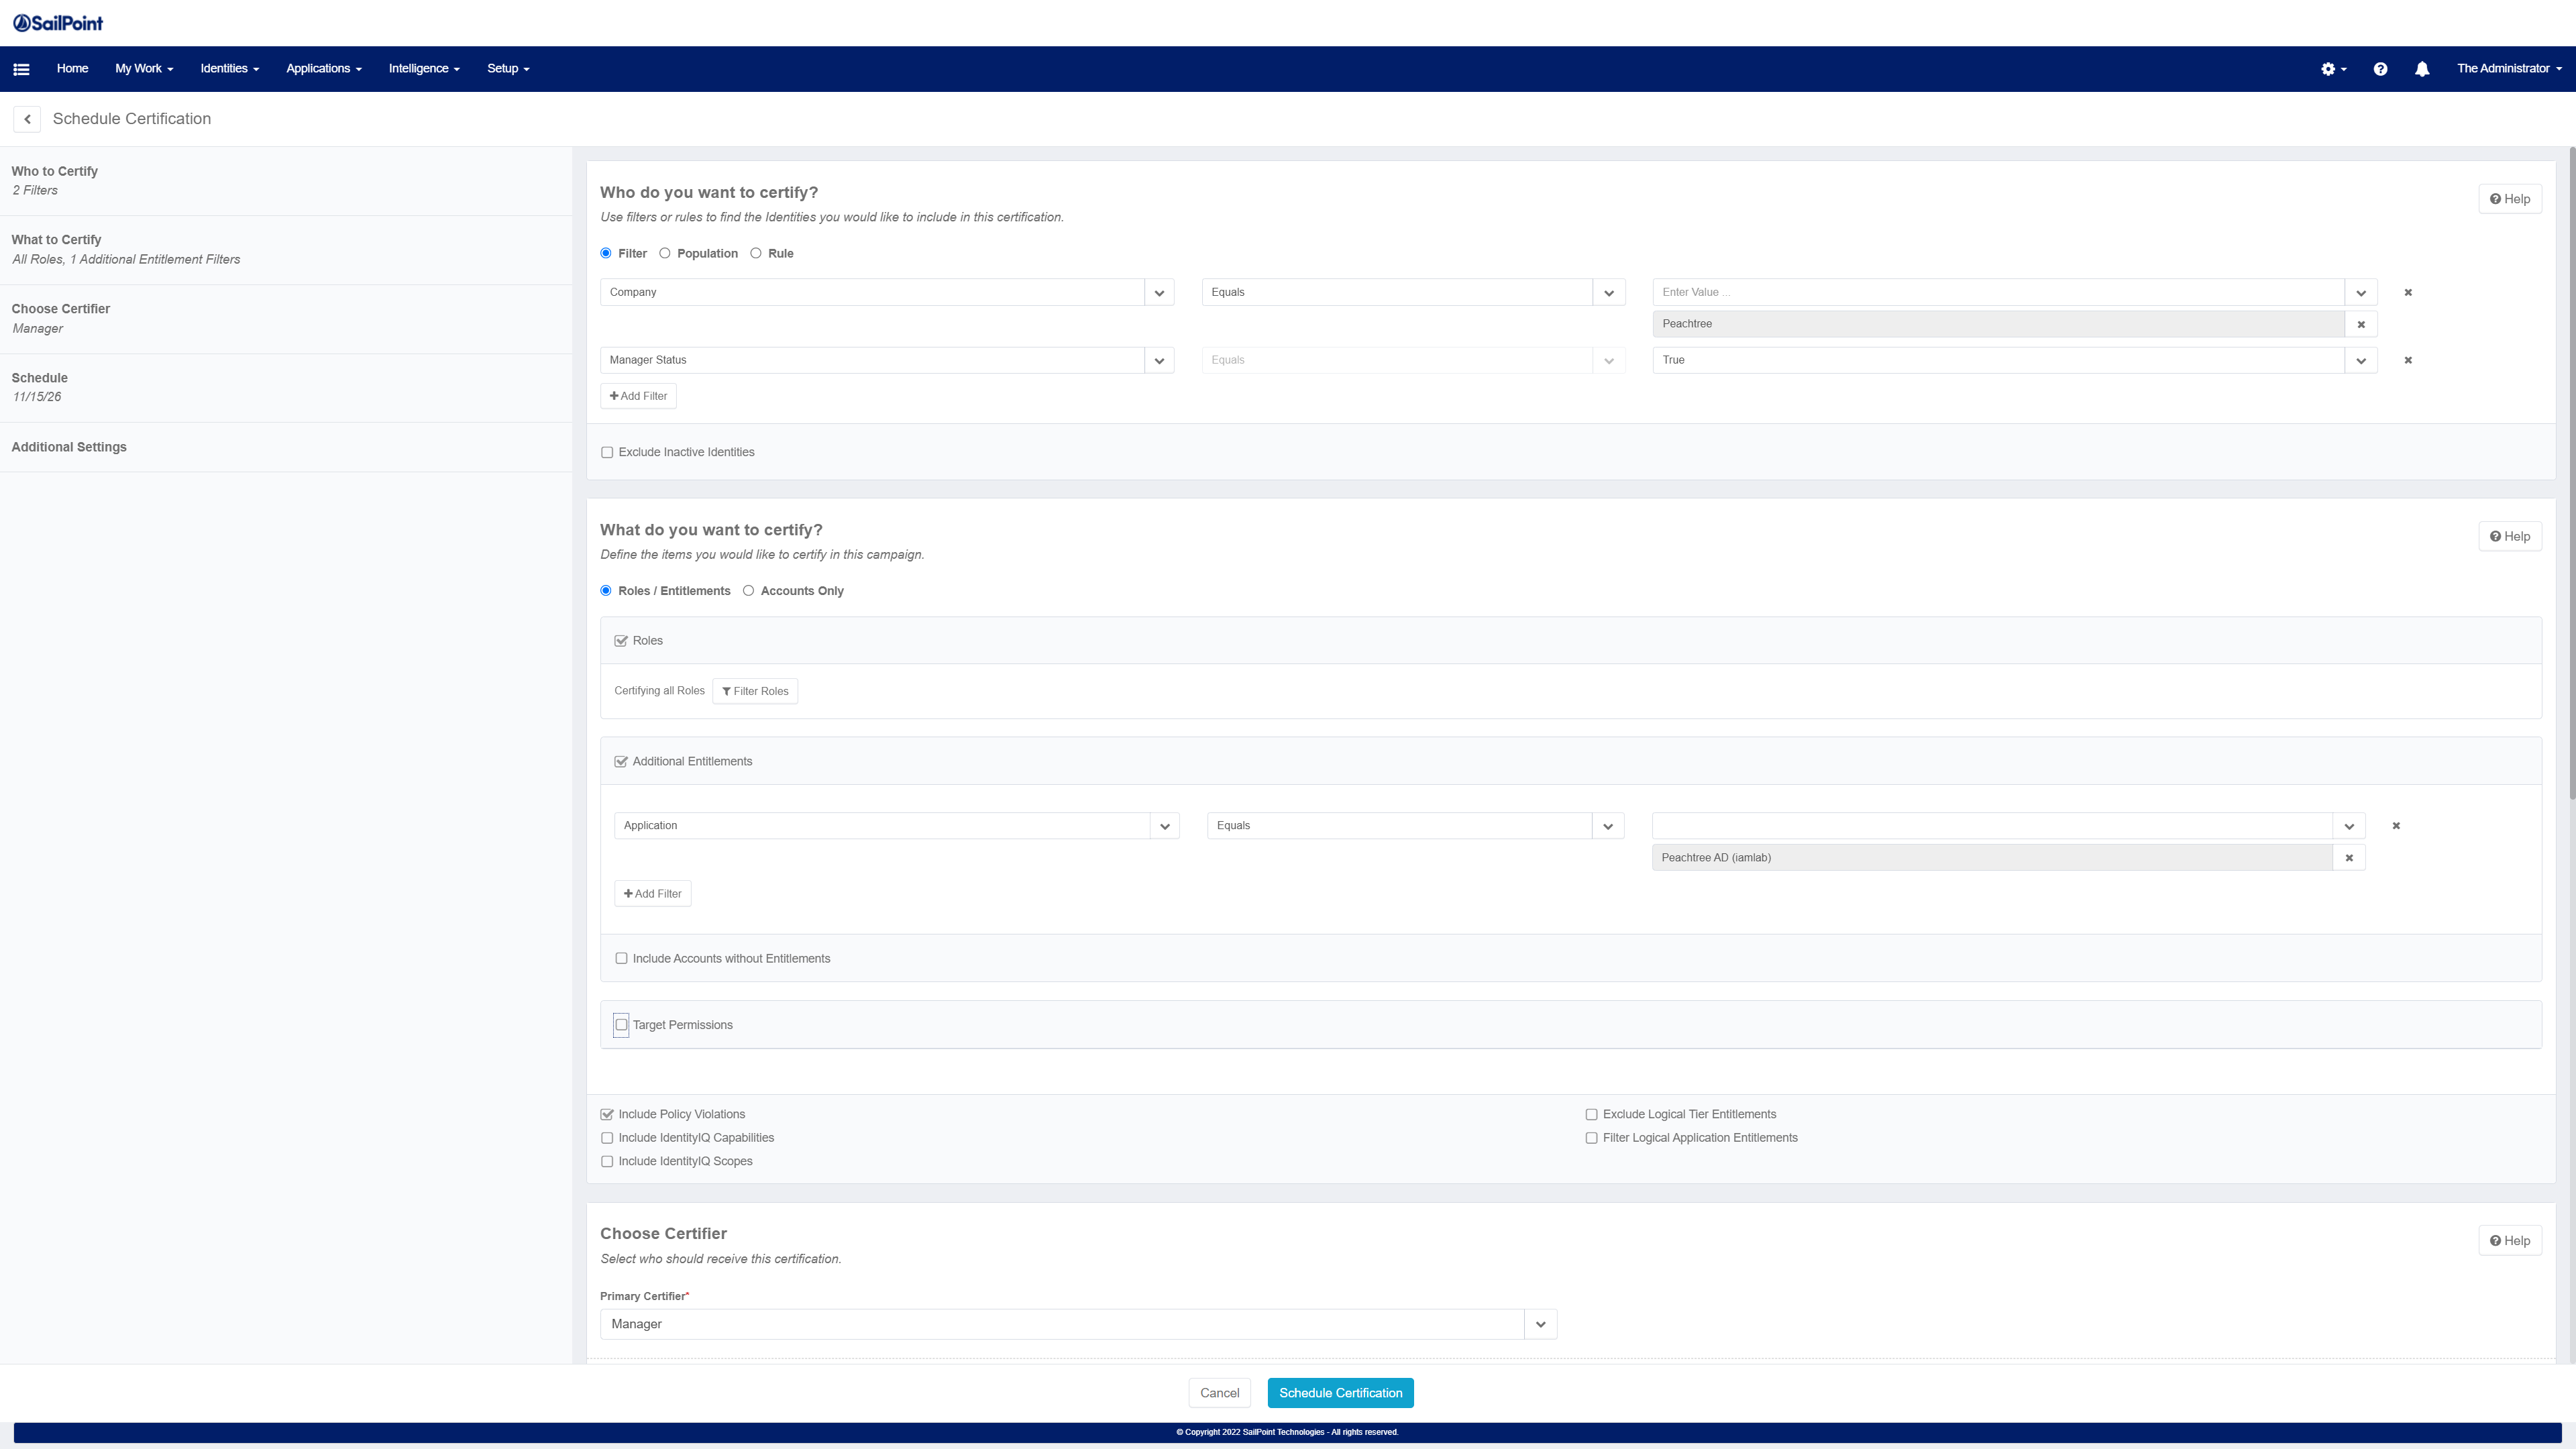 SailPoint
Home My Work Identities Applications Intelligence Setup The Administrator
Schedule Certification
Who to Certify
2 Filters
What to Certify
All Roles, 1 Additional Entitlement Filters
Choose Certifier
Manager
Schedule
11/15/26
Additional Settings
Who do you want to certify?
Help
Use filters or rules to find the Identities you would like to include in this certification.
Filter Population Rule
Company Equals Enter Value ...
Peachtree
Manager Status Equals True
Add Filter
Exclude Inactive Identities
What do you want to certify?
Help
Define the items you would like to certify in this campaign.
Roles / Entitlements Accounts Only
Roles
Certifying all Roles Filter Roles
Additional Entitlements
Application Equals
Peachtree AD (iamlab)
Add Filter
Include Accounts without Entitlements
Target Permissions
Include Policy Violations Exclude Logical Tier Entitlements
Include IdentityIQ Capabilities Filter Logical Application Entitlements
Include IdentityIQ Scopes
Choose Certifier
Help
Select who should receive this certification.
Primary Certifier*
Manager
Cancel Schedule Certification
© Copyright 2022 SailPoint Technologies - All rights reserved.